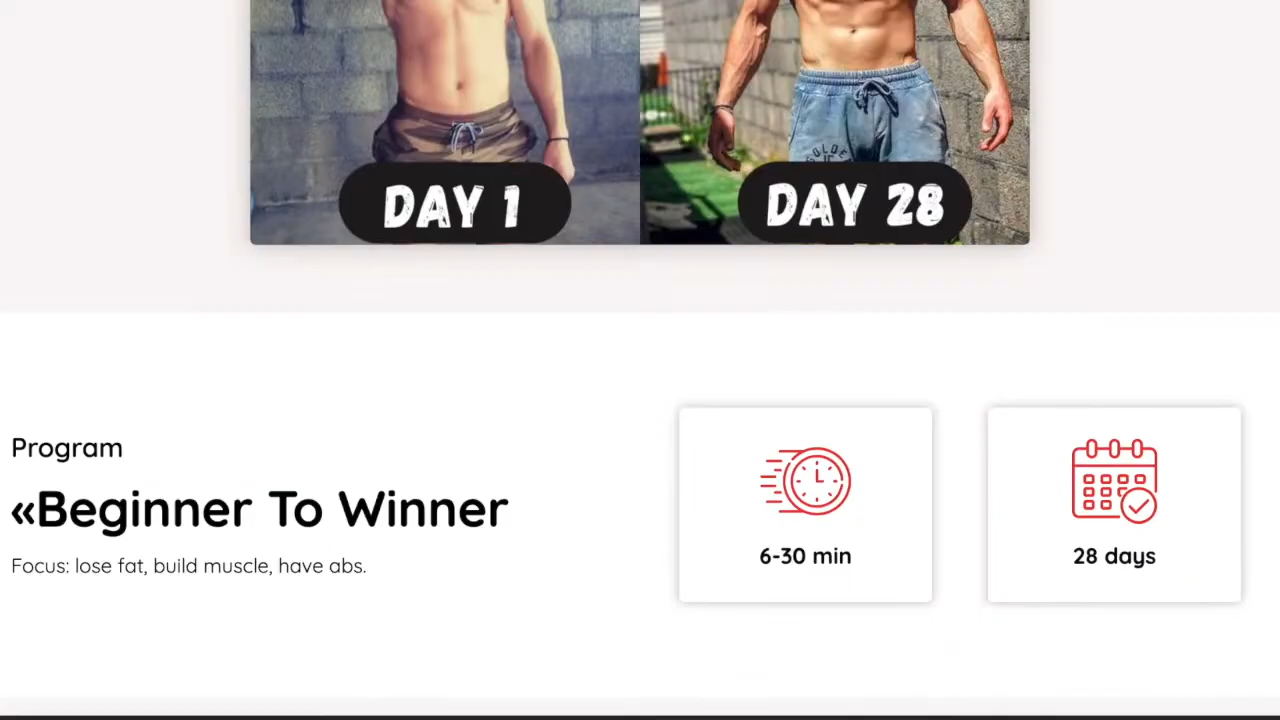 DAY 1
DAY 28
Program
«Beginner To Winner
Focus: lose fat, build muscle, have abs.
6-30 min
28 days